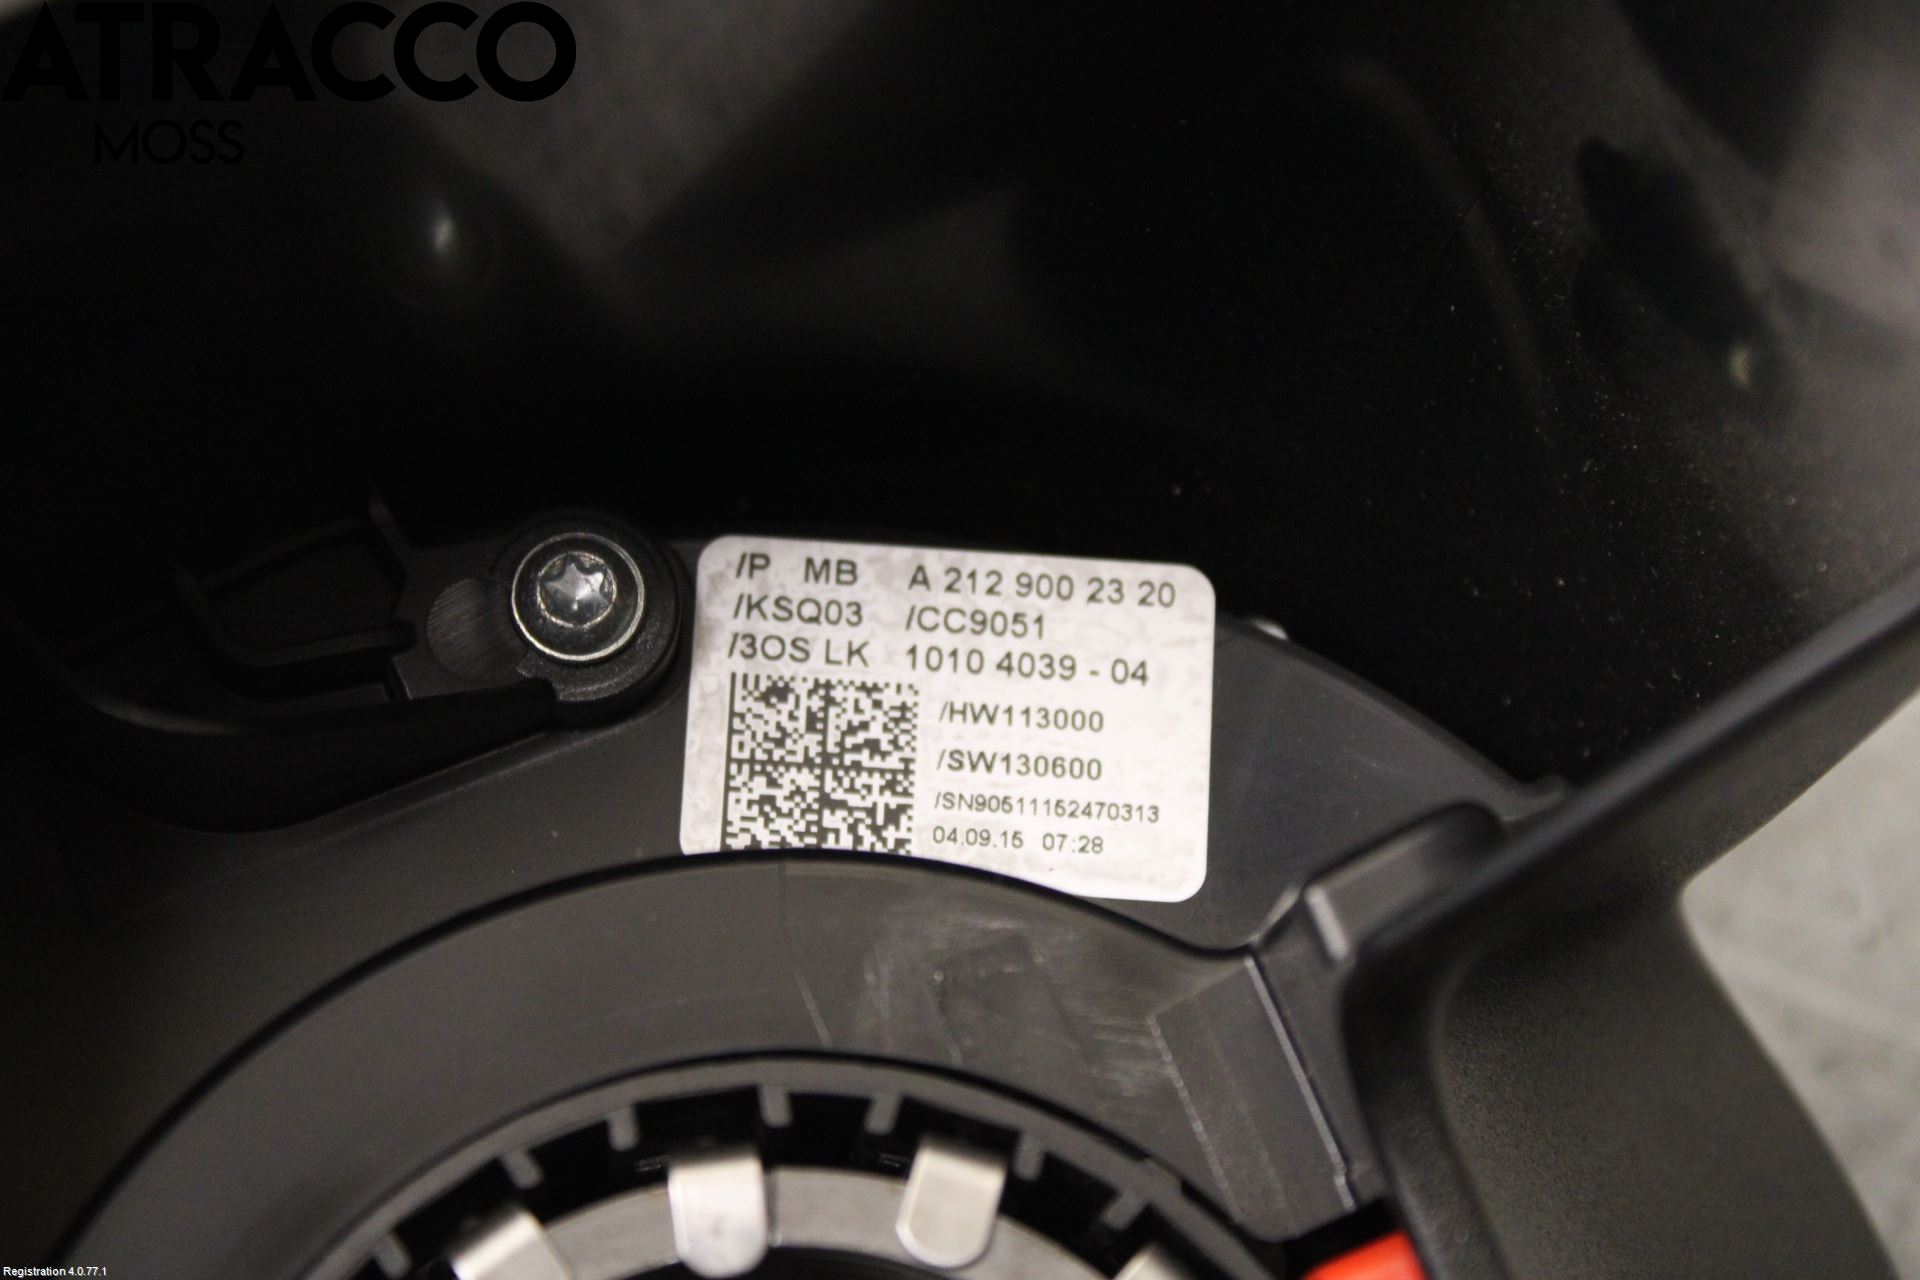 ATRACCO
MOSS
/P MB A 212 900 23 20
/KSQ03 /CC9051
/3OS LK 1010 4039 - 04
/HW113000
/SW130600
/SN90511152470313
04.09.15 07:28
Registration 4.0.77.1